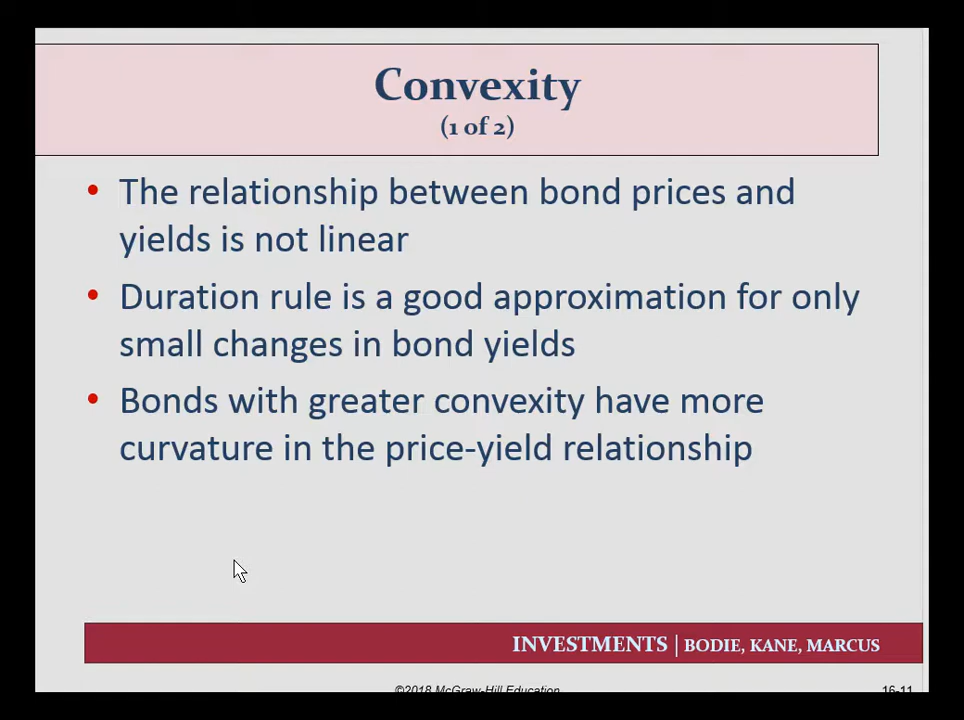 Convexity
(1 of 2)
• The relationship between bond prices and
yields is not linear
• Duration rule is a good approximation for only
small changes in bond yields
• Bonds with greater convexity have more
curvature in the price-yield relationship
INVESTMENTS | BODIE, KANE, MARCUS
©2018 McGraw-Hill Education
16-11